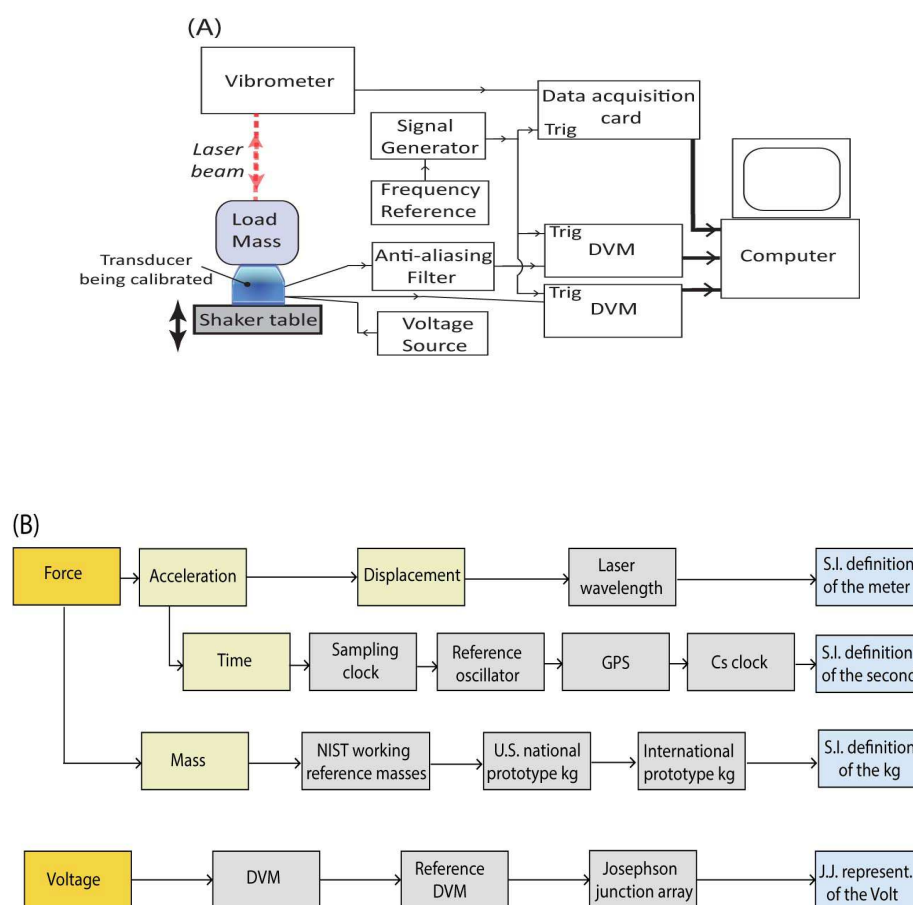 (A)
Vibrometer
Data acquisition
card
Trig
Signal
Generator
Laser
beam
Frequency
Reference
Load
Mass
Trig
DVM
Anti-aliasing
Filter
Computer
Transducer
being calibrated
Trig
DVM
Shaker table
Voltage
Source
(B)
Force
Acceleration
Displacement
Laser
wavelength
S.I. definition
of the meter
Time
Sampling
clock
Reference
oscillator
GPS
Cs clock
S.I. definition
of the second
Mass
NIST working
reference masses
U.S. national
prototype kg
International
prototype kg
S.I. definition
of the kg
Voltage
DVM
Reference
DVM
Josephson
junction array
J.J. represent.
of the Volt